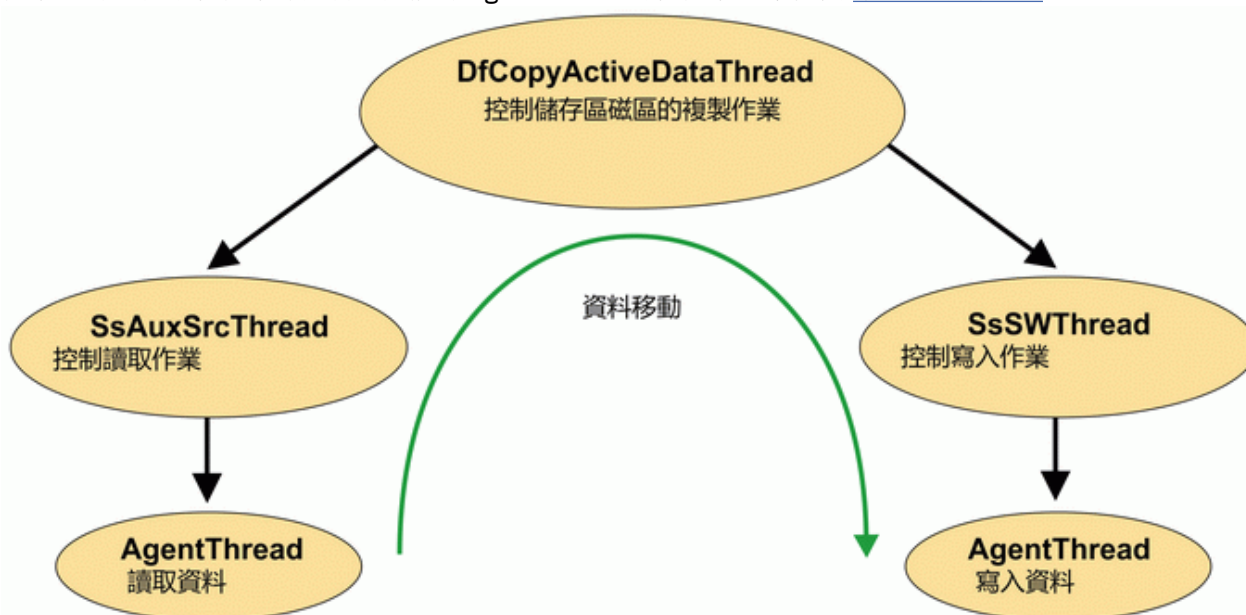 DfCopyActiveDataThread
控制儲存區磁區的複製作業
資料移動
SsAuxSrcThread
控制讀取作業
SsSWThread
控制寫入作業
AgentThread
讀取資料
AgentThread
寫入資料